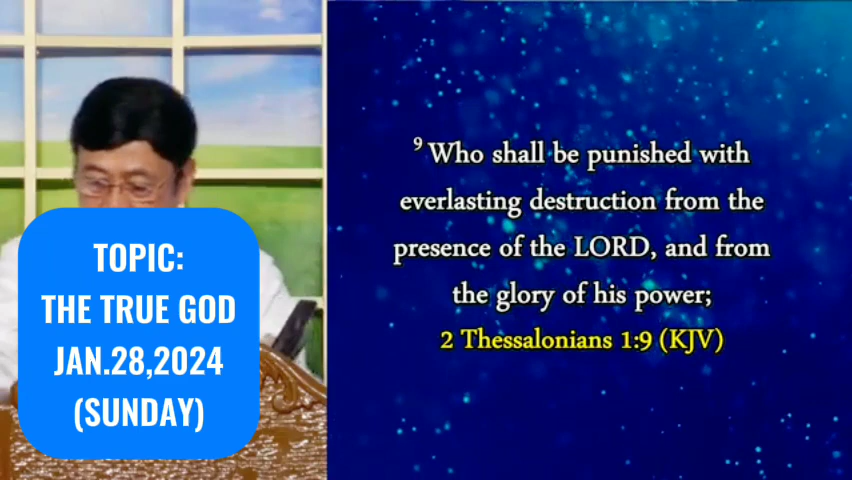 TOPIC:
THE TRUE GOD
JAN.28,2024
(SUNDAY)
9 Who shall be punished with
everlasting destruction from the
presence of the LORD, and from
the glory of his power;
2 Thessalonians 1:9 (KJV)